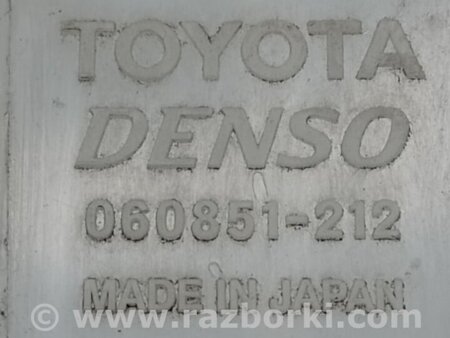 TOYOTA
DENSO
060851-212
MADE IN JAPAN
© www.razborki.com